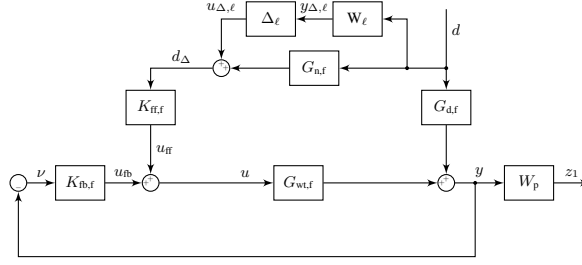 u_{Δ,ℓ} y_{Δ,ℓ}
Δ_ℓ W_ℓ
d
d_Δ + + G_{n,f}
K_{ff,f} G_{d,f}
u_{ff}
ν K_{fb,f} u_{fb} + + u G_{wt,f} + + y W_p z_1
−